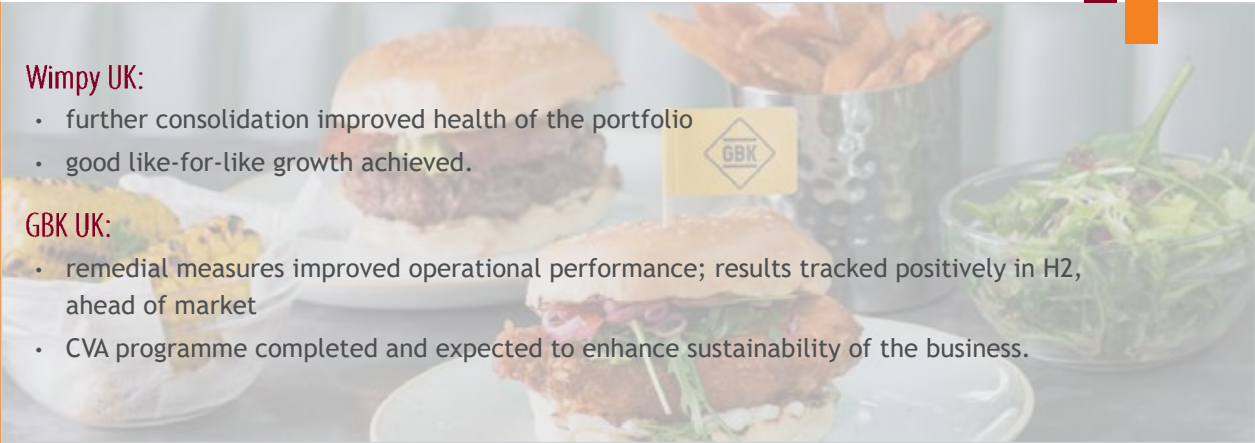 Wimpy UK:
• further consolidation improved health of the portfolio
• good like-for-like growth achieved.
GBK
GBK UK:
• remedial measures improved operational performance; results tracked positively in H2,
ahead of market
• CVA programme completed and expected to enhance sustainability of the business.